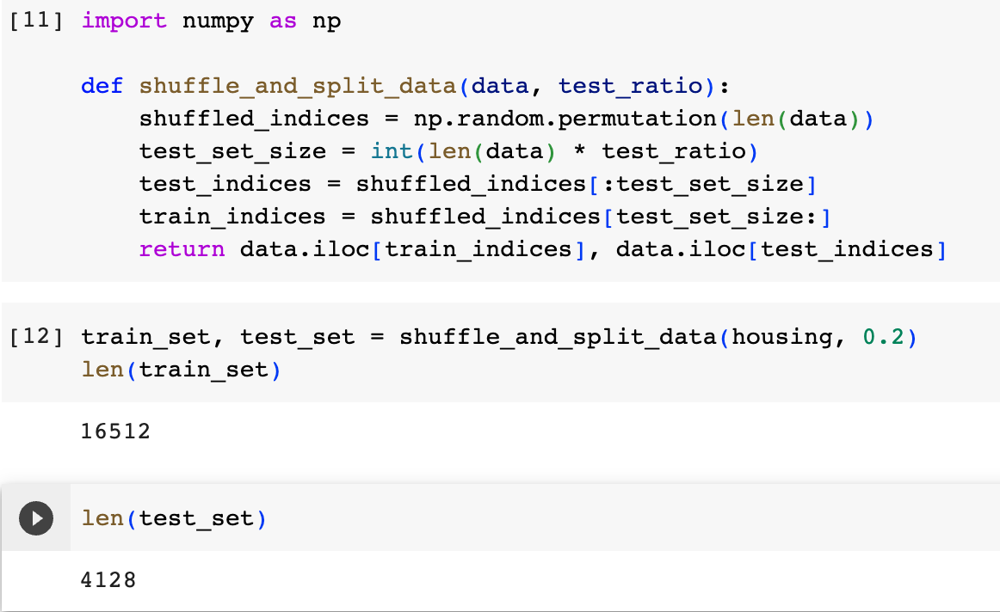 [11] import numpy as np
def shuffle_and_split_data(data, test_ratio):
shuffled_indices = np.random.permutation(len(data))
test_set_size = int(len(data) * test_ratio)
test_indices = shuffled_indices[:test_set_size]
train_indices = shuffled_indices[test_set_size:]
return data.iloc[train_indices], data.iloc[test_indices]
[12] train_set, test_set = shuffle_and_split_data(housing, 0.2)
len(train_set)
16512
len(test_set)
4128